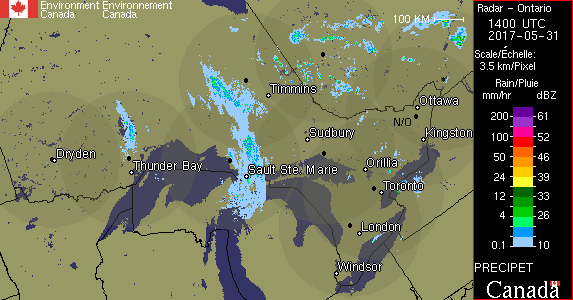 Environment Environnement
Canada Canada
100 KM
Timmins
Ottawa
N/O
Sudbury
Kingston
Dryden
Thunder Bay
Sault Ste. Marie
Orillia
Toronto
London
Windsor
Radar - Ontario
1400 UTC
2017-05-31
Scale/Échelle:
3.5 km/Pixel
Rain/Pluie
mm/hr dBZ
200 61
100 52
50 46
24 39
12 33
4 26
0.1 10
PRECIPET
Canada